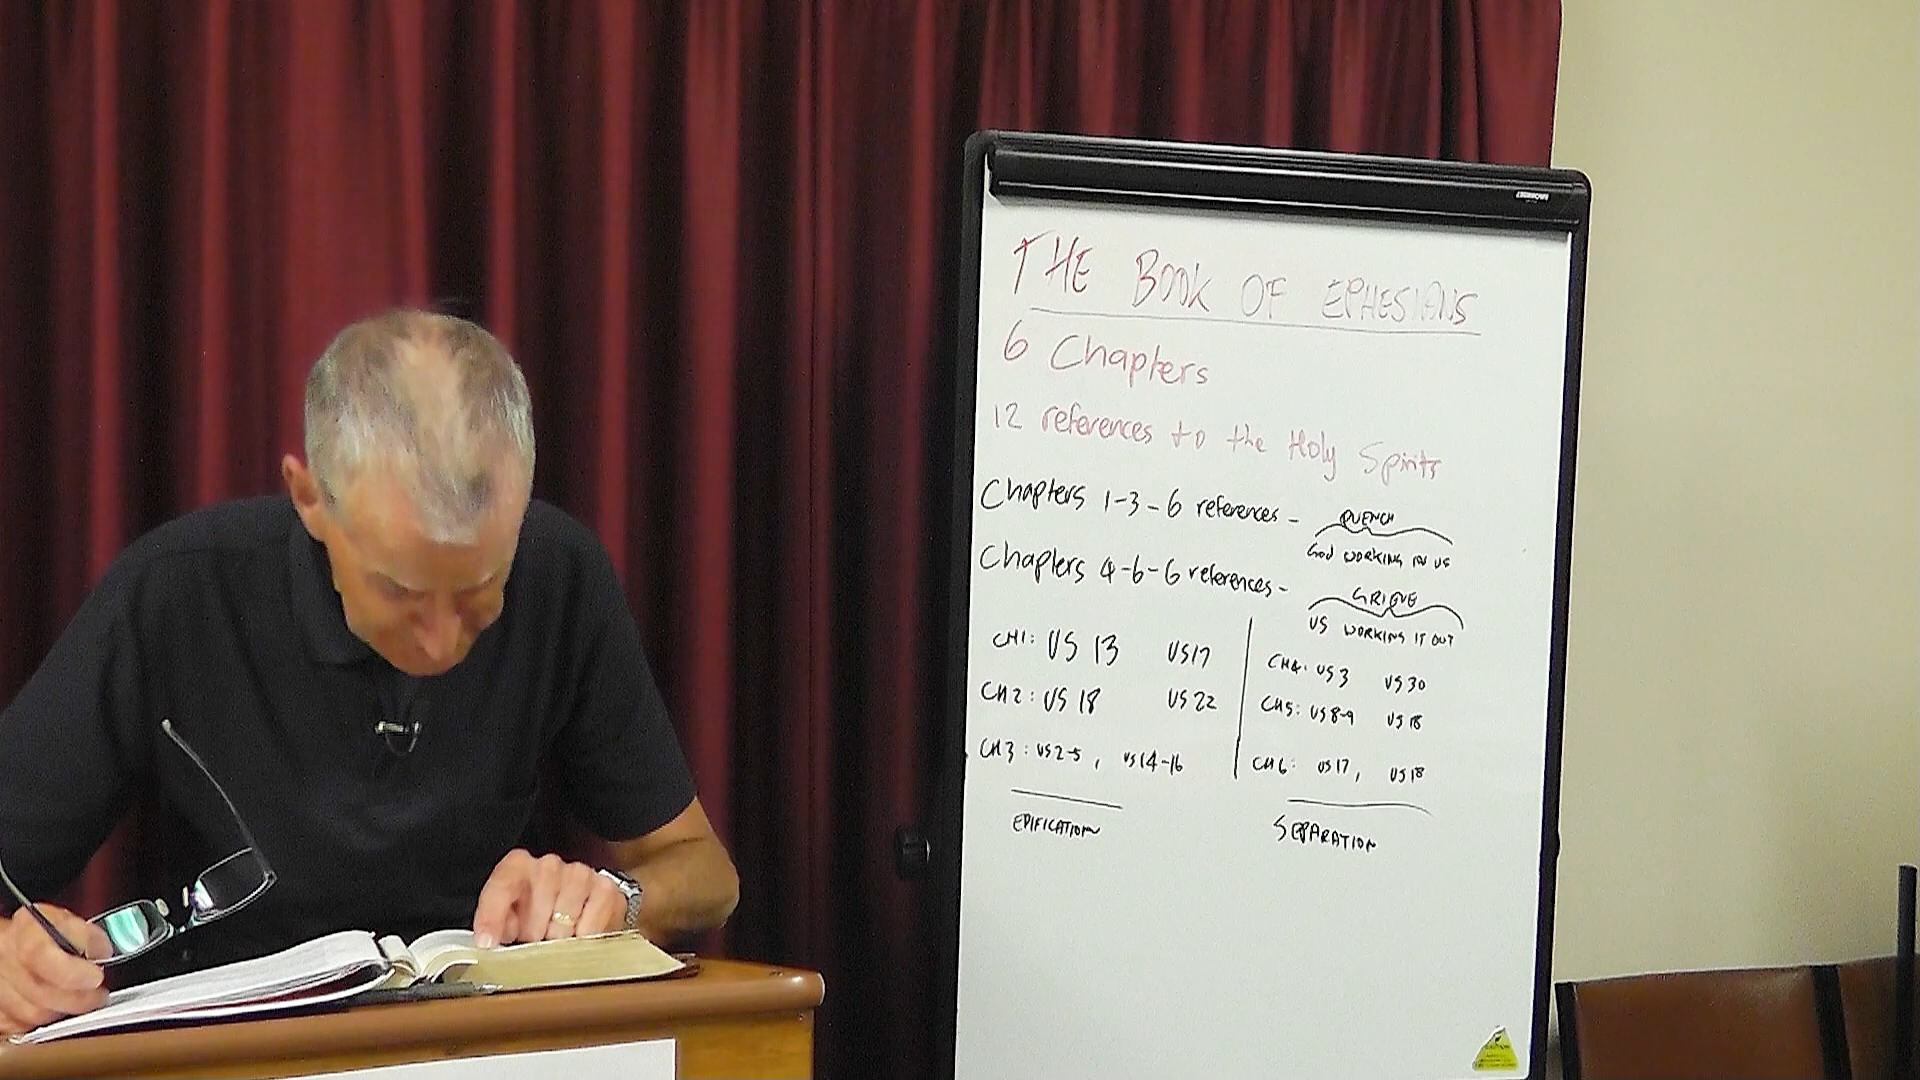 THE BOOK OF EPHESIANS
6 Chapters
12 references to the Holy Spirits
Chapters 1-3 - 6 references -
QUENCH
God WORKING IN US
Chapters 4-6 - 6 references -
GRIEVE
US WORKING IT OUT
CH1: VS 13 VS17
CH2: VS 18 VS 22
CH3: VS2-5, VS14-16
EDIFICATION
CH4: VS3 VS30
CH5: VS8-9 VS18
CH6: VS17, VS18
SEPARATION